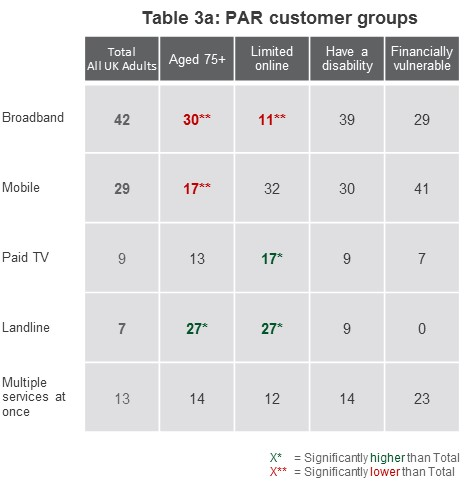 Table 3a: PAR customer groups
Total All UK Adults Aged 75+ Limited online Have a disability Financially vulnerable
Broadband 42 30** 11** 39 29
Mobile 29 17** 32 30 41
Paid TV 9 13 17* 9 7
Landline 7 27* 27* 9 0
Multiple services at once 13 14 12 14 23
X* = Significantly higher than Total
X** = Significantly lower than Total